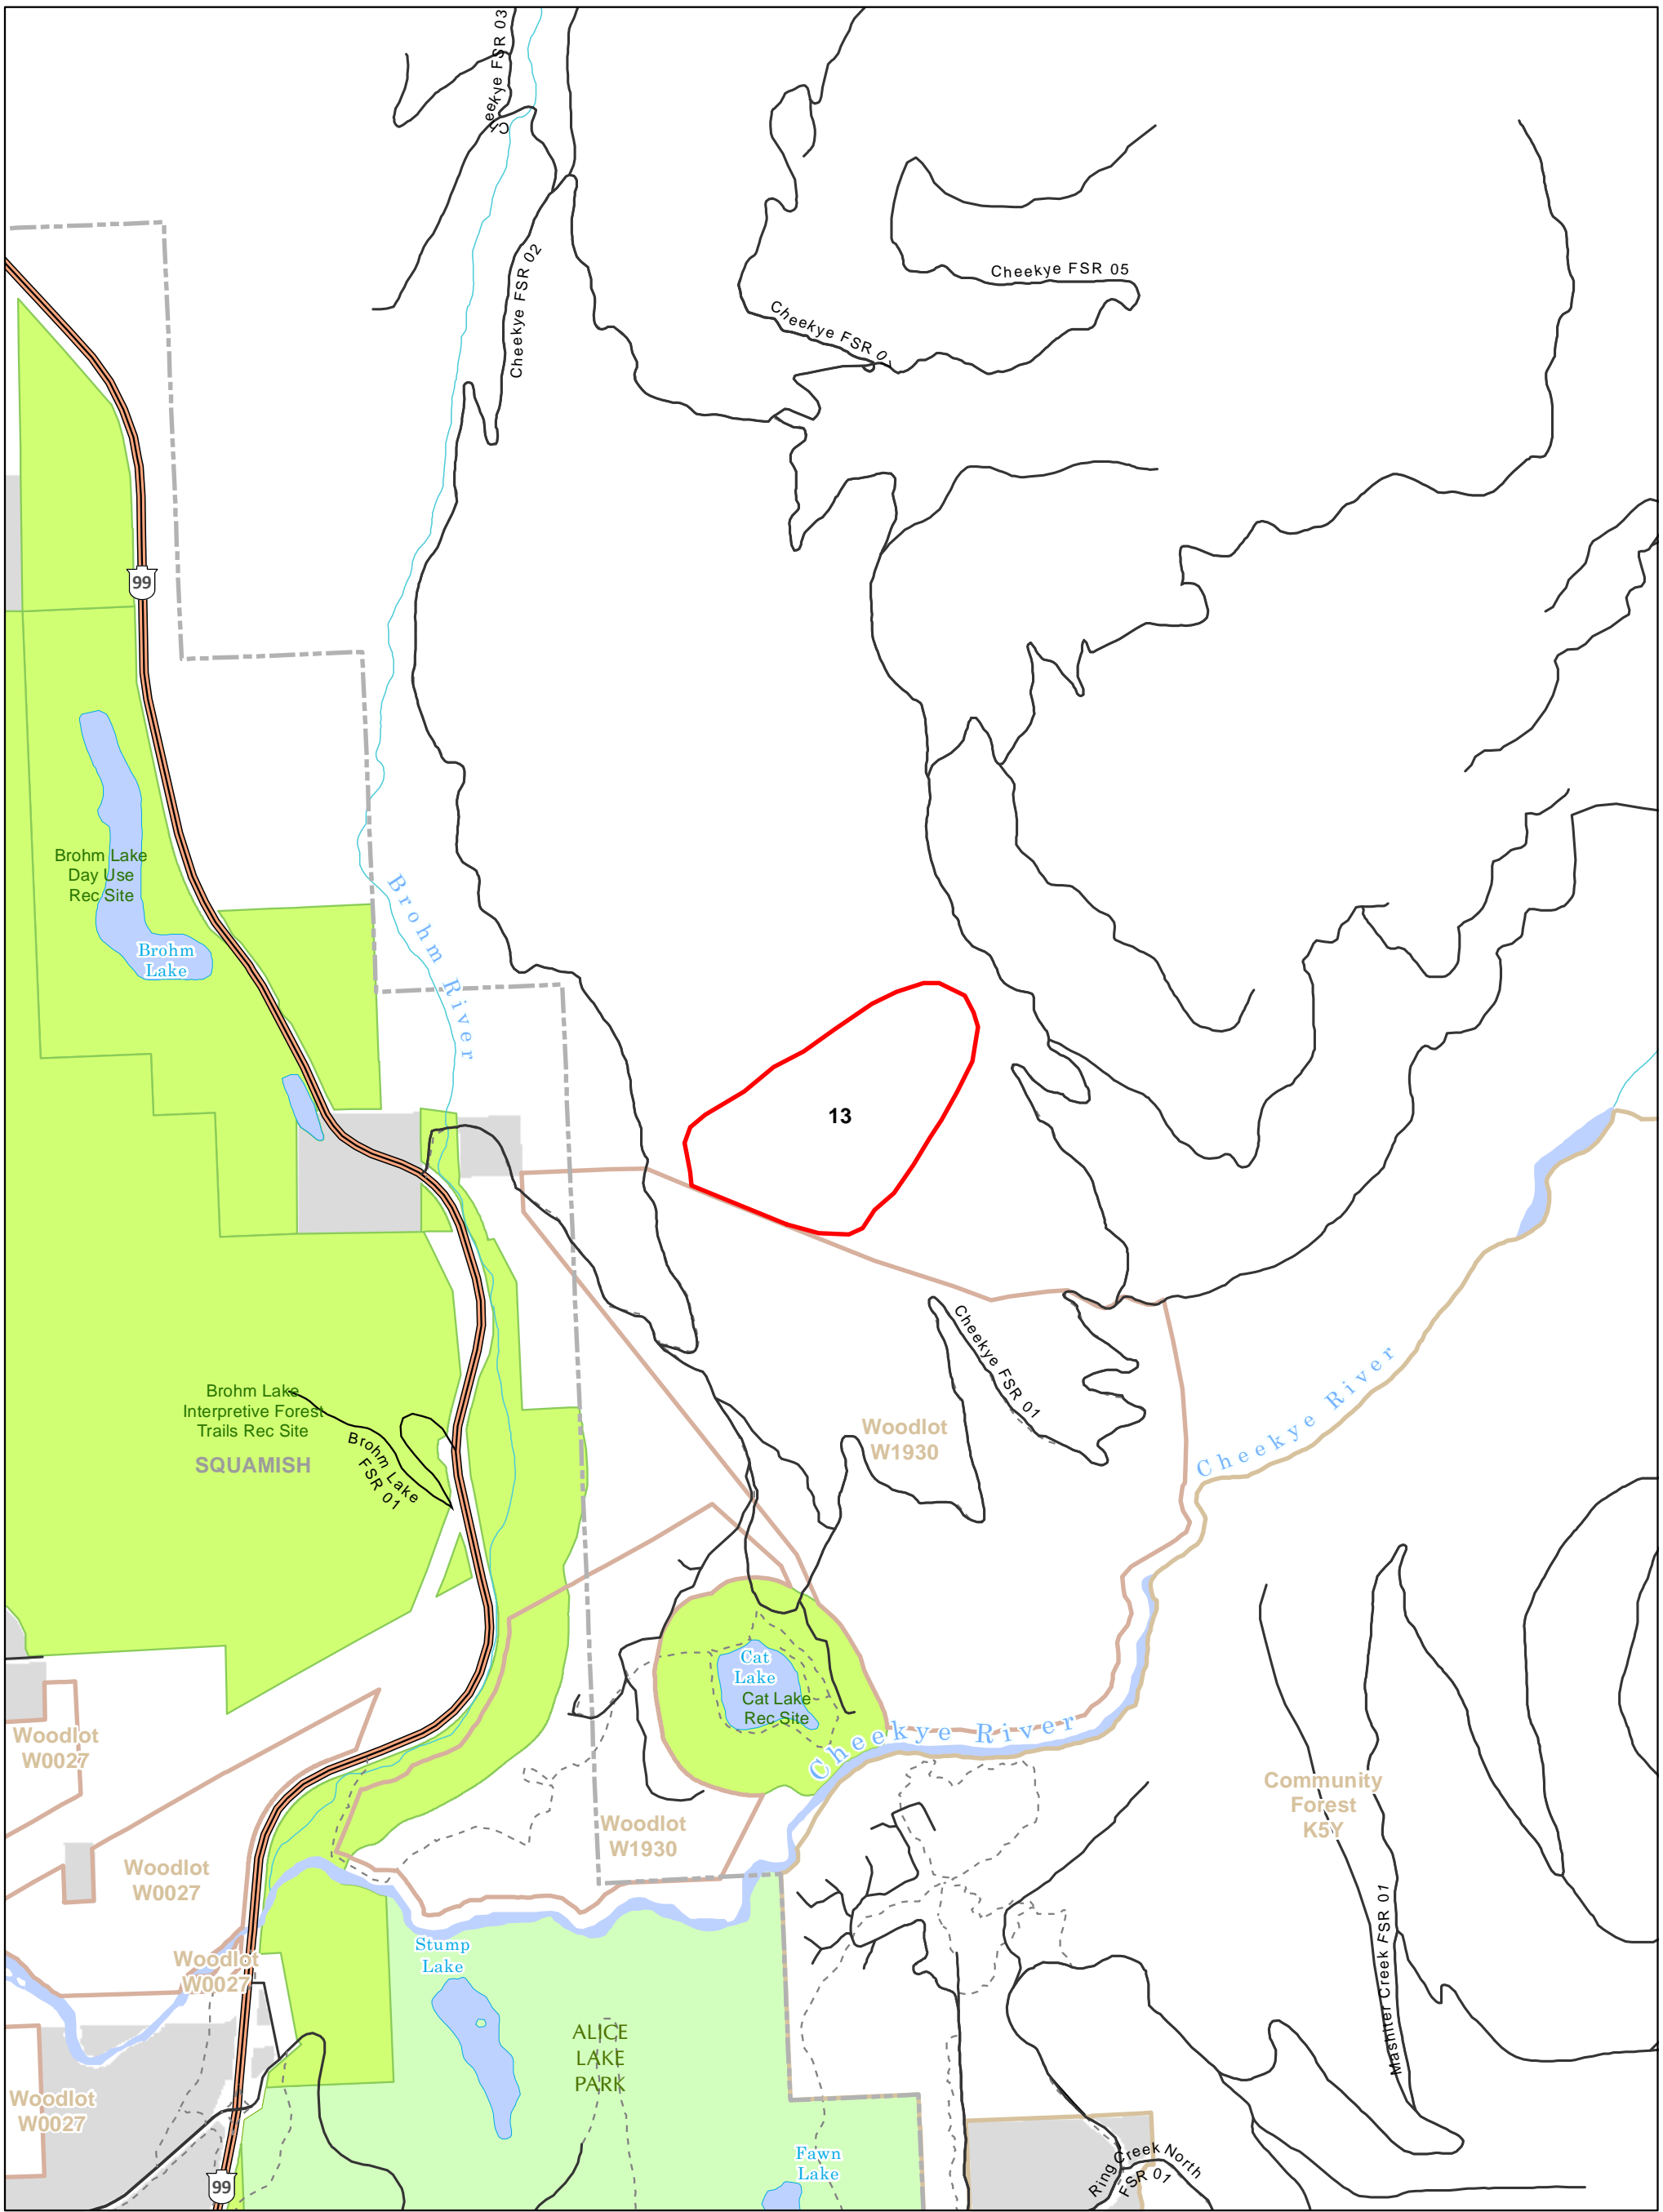 Cheekye FSR 03
Cheekye FSR 02
Cheekye FSR 05
Cheekye FSR 01
99
Brohm Lake
Day Use
Rec Site
Brohm
Lake
Brohm River
13
Cheekye FSR 01
Cheekye River
Brohm Lake
Interpretive Forest
Trails Rec Site
SQUAMISH
Brohm Lake
FSR 01
Woodlot
W1930
Cat
Lake
Cat Lake
Rec Site
Cheekye River
Woodlot
W0027
Community
Forest
K5Y
Woodlot
W1930
Woodlot
W0027
Mashiter Creek FSR 01
Woodlot
W0027
Stump
Lake
ALICE
LAKE
PARK
Woodlot
W0027
Fawn
Lake
Ring Creek North
FSR 01
99